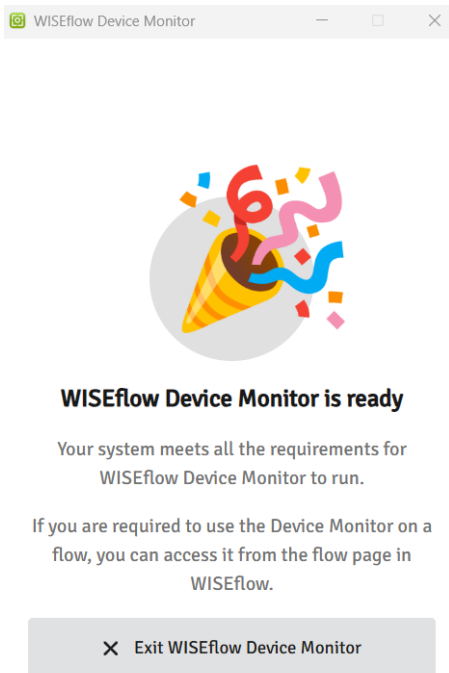 WISEflow Device Monitor
WISEflow Device Monitor is ready
Your system meets all the requirements for
WISEflow Device Monitor to run.
If you are required to use the Device Monitor on a
flow, you can access it from the flow page in
WISEflow.
Exit WISEflow Device Monitor